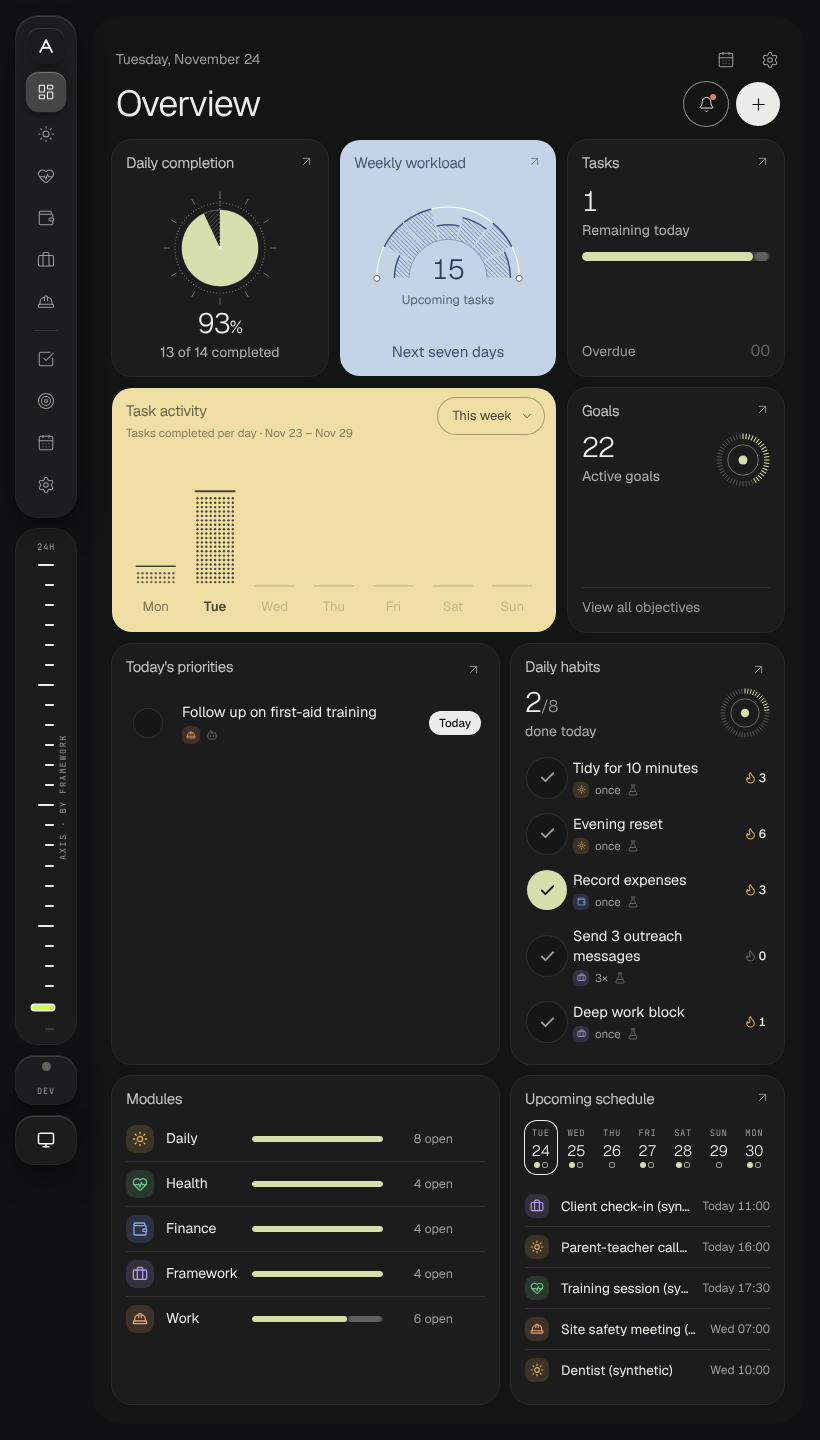 A
Tuesday, November 24
Overview
Daily completion
93%
13 of 14 completed
Weekly workload
15
Upcoming tasks
Next seven days
Tasks
1
Remaining today
Overdue 00
Task activity
Tasks completed per day · Nov 23 – Nov 29
This week
Mon Tue Wed Thu Fri Sat Sun
Goals
22
Active goals
View all objectives
24H
AXIS · BY FRAMEWORK
DEV
Today's priorities
Follow up on first-aid training
Today
Daily habits
2/8
done today
Tidy for 10 minutes
once
3
Evening reset
once
6
Record expenses
once
3
Send 3 outreach
messages
3×
0
Deep work block
once
1
Modules
Daily 8 open
Health 4 open
Finance 4 open
Framework 4 open
Work 6 open
Upcoming schedule
TUE WED THU FRI SAT SUN MON
24 25 26 27 28 29 30
Client check-in (syn... Today 11:00
Parent-teacher call... Today 16:00
Training session (sy... Today 17:30
Site safety meeting (... Wed 07:00
Dentist (synthetic) Wed 10:00